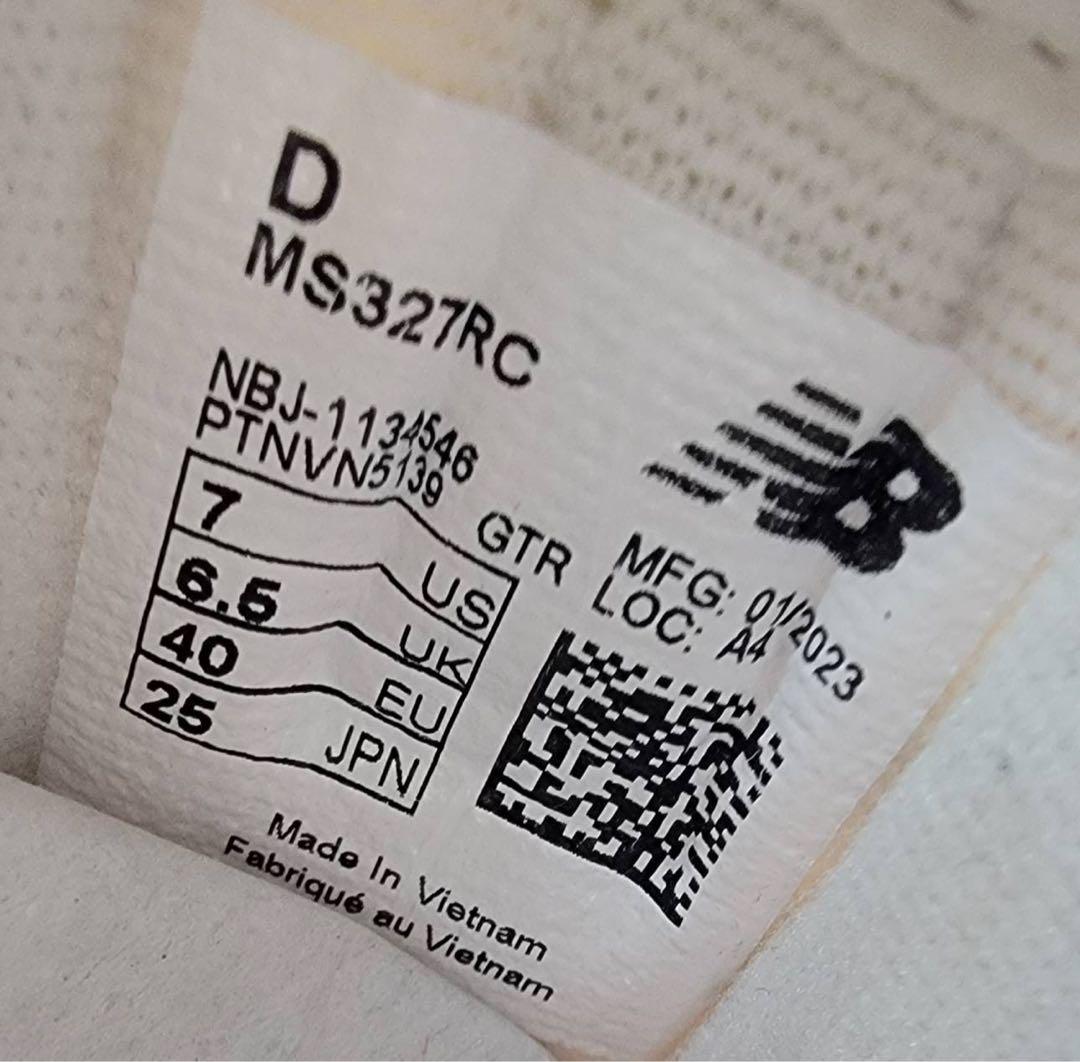 D
MS327RC
NBJ-1134546
PTNVN5139
GTR
7 US
6.5 UK
40 EU
25 JPN
MFG: 01/2023
LOC: A4
Made In Vietnam
Fabriqué au Vietnam